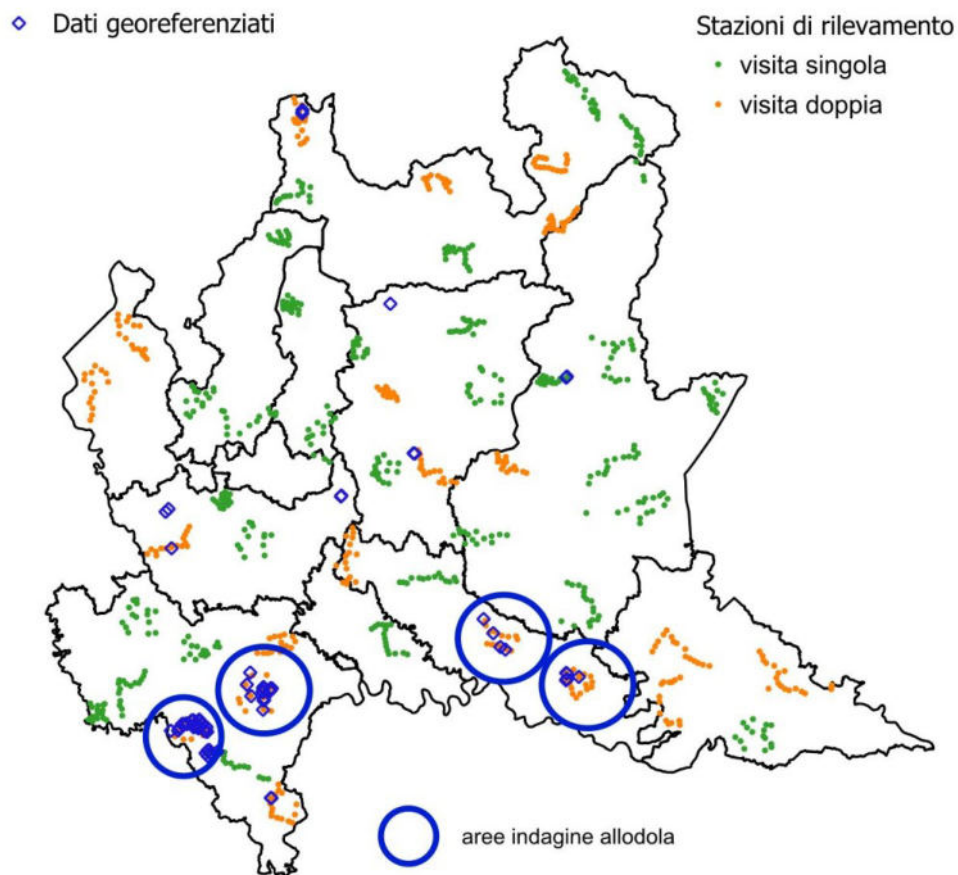 Dati georeferenziati
Stazioni di rilevamento
visita singola
visita doppia
aree indagine allodola